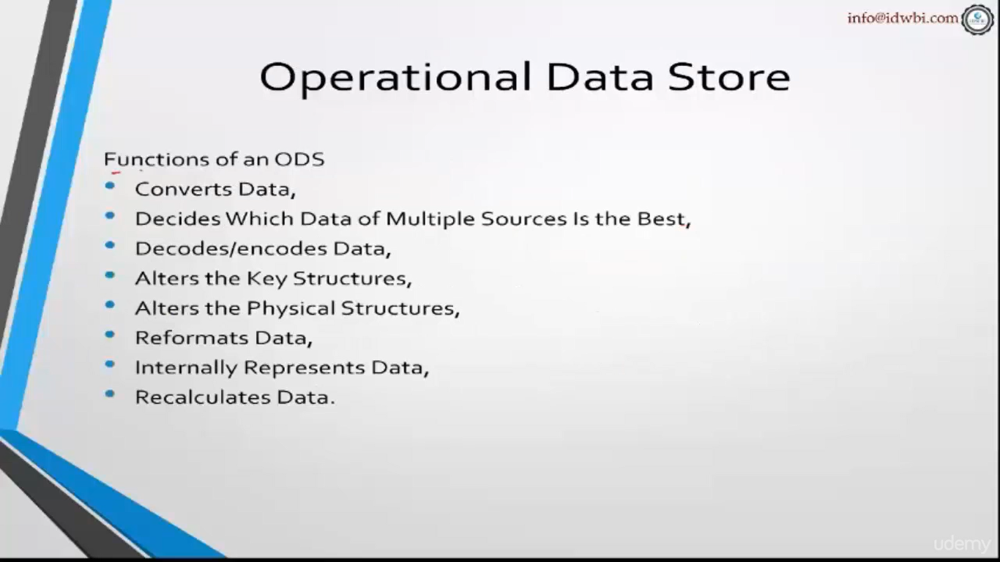 info@idwbi.com
Operational Data Store
Functions of an ODS
• Converts Data,
• Decides Which Data of Multiple Sources Is the Best,
• Decodes/encodes Data,
• Alters the Key Structures,
• Alters the Physical Structures,
• Reformats Data,
• Internally Represents Data,
• Recalculates Data.
udemy